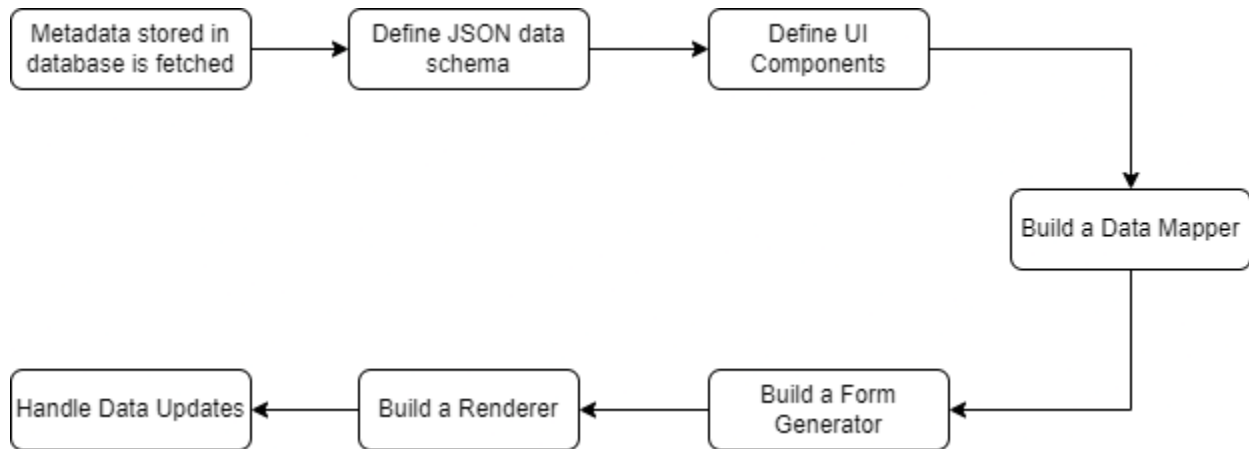 Metadata stored in
database is fetched
Define JSON data
schema
Define UI
Components
Build a Data Mapper
Build a Form
Generator
Build a Renderer
Handle Data Updates